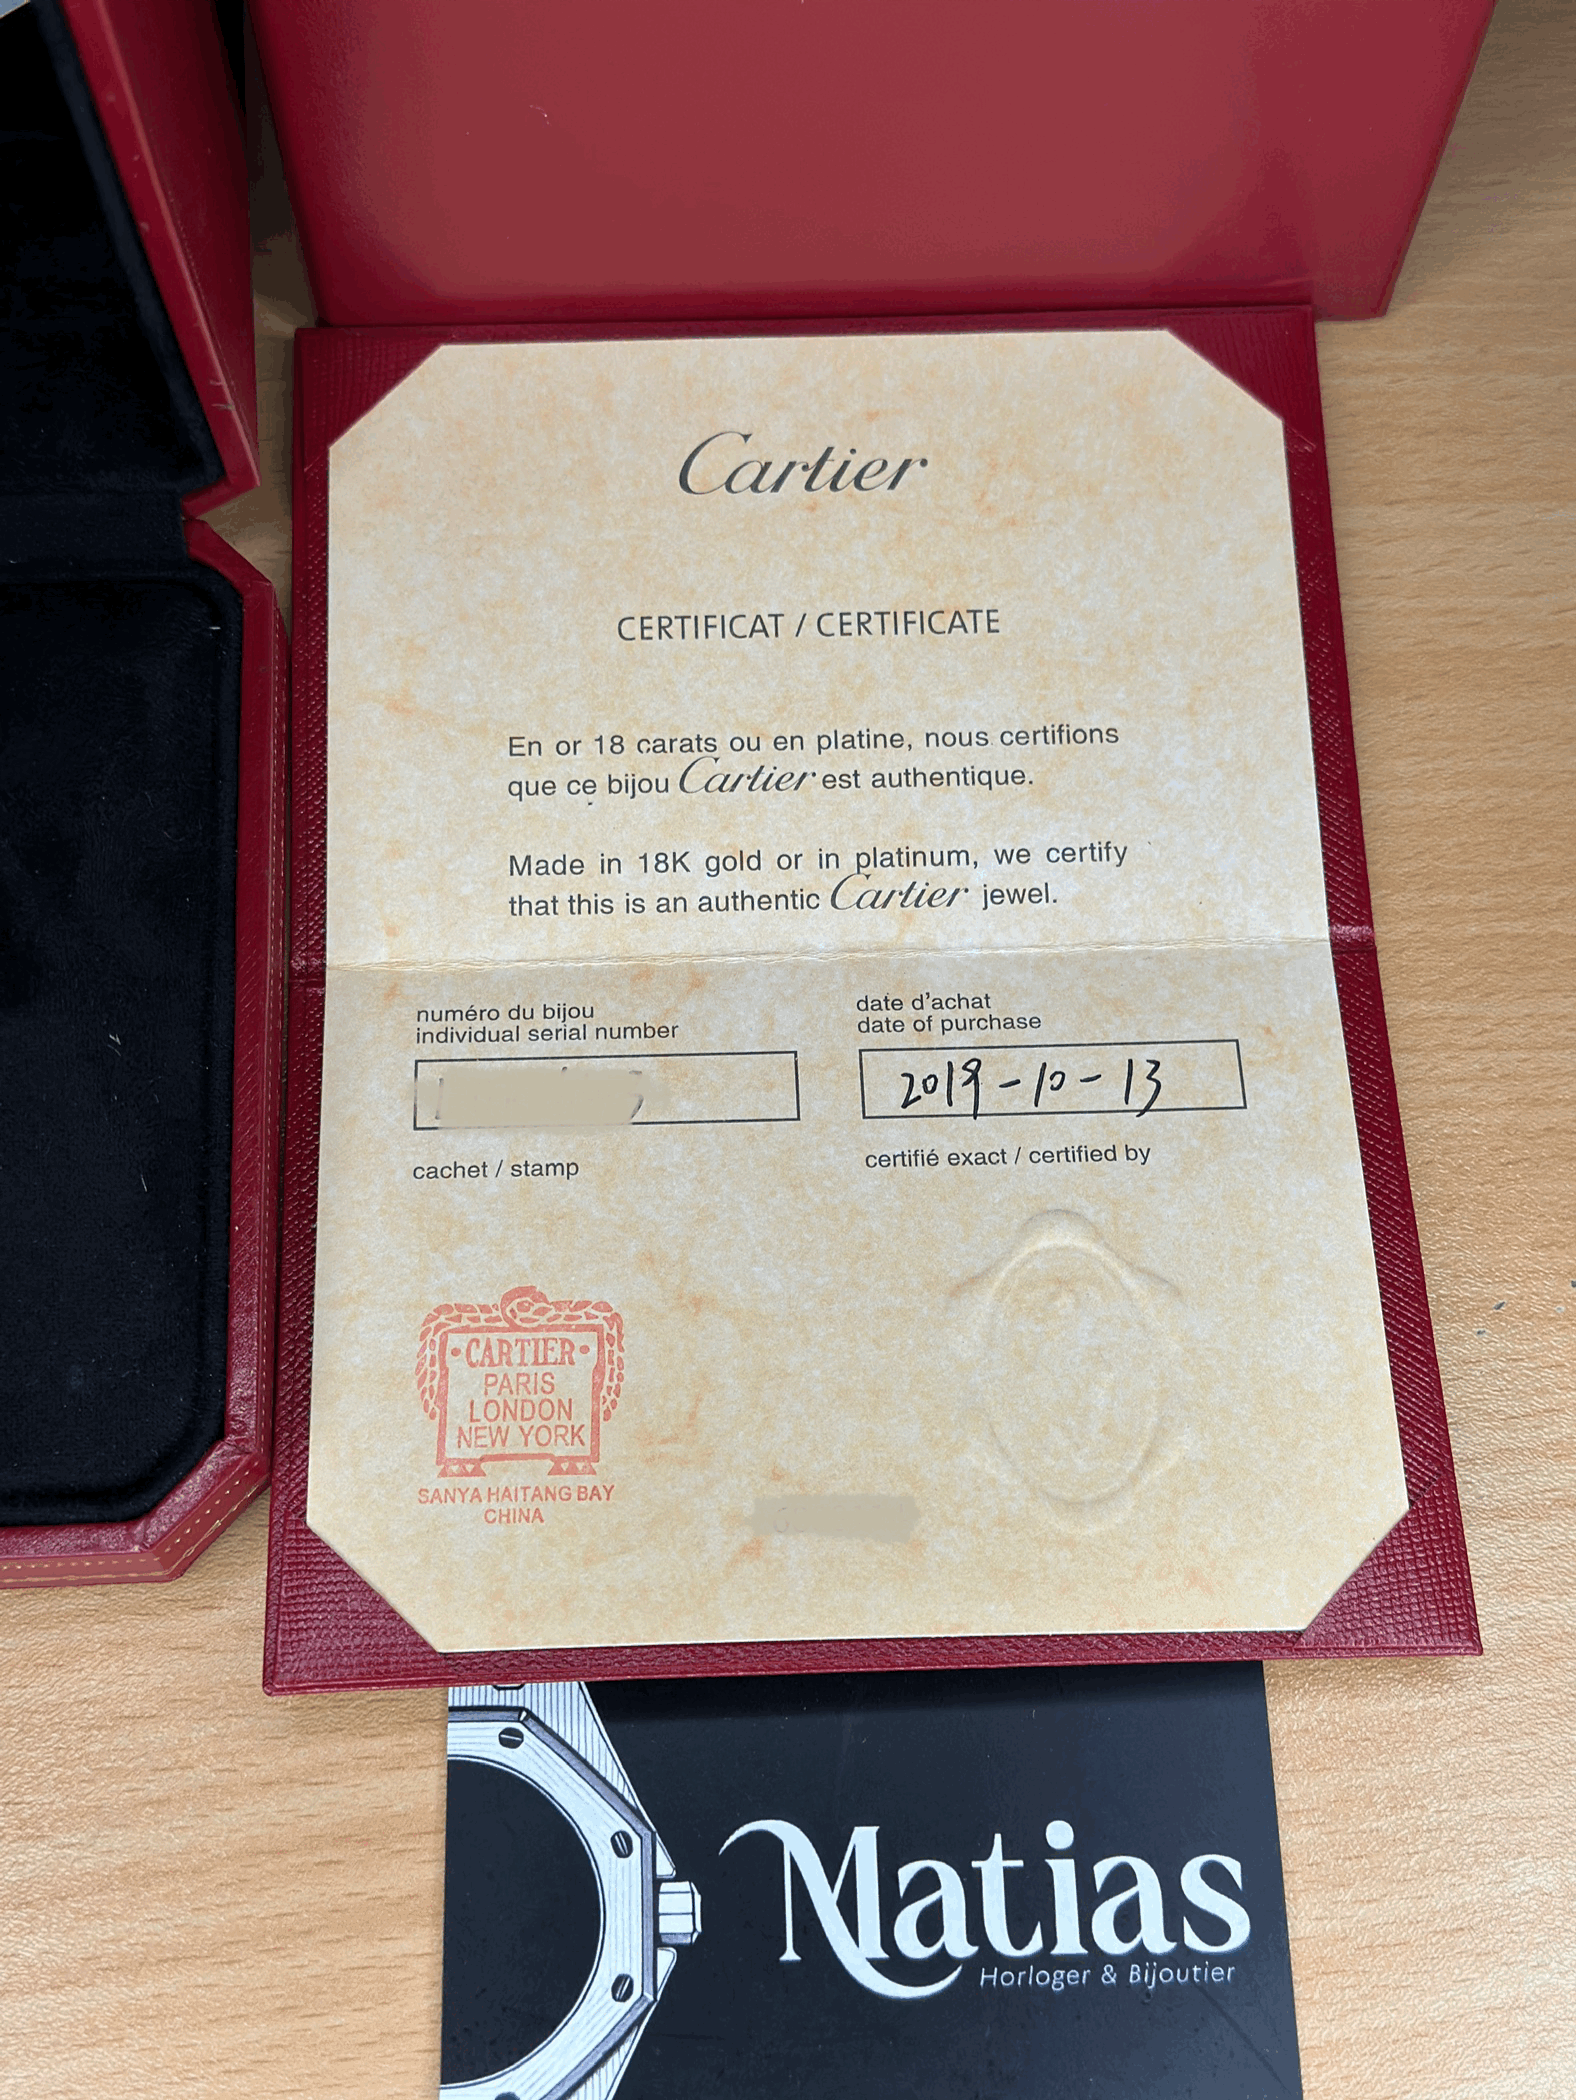 Cartier
CERTIFICAT / CERTIFICATE
En or 18 carats ou en platine, nous certifions
que ce bijou Cartier est authentique.
Made in 18K gold or in platinum, we certify
that this is an authentic Cartier jewel.
numéro du bijou
individual serial number
date d'achat
date of purchase
2019-10-13
cachet / stamp
certifié exact / certified by
CARTIER
PARIS
LONDON
NEW YORK
SANYA HAITANG BAY
CHINA
Matias
Horloger & Bijoutier